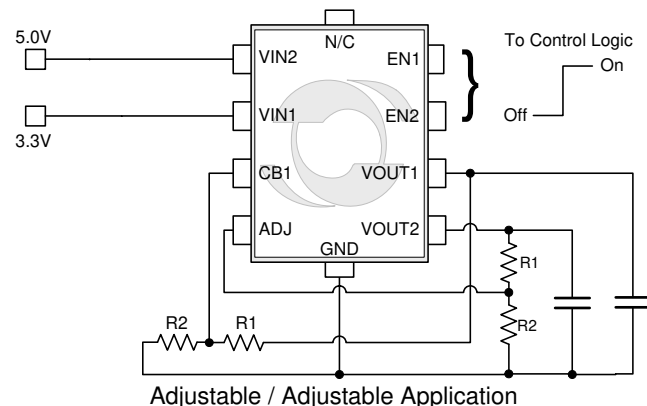 N/C
5.0V
To Control Logic
VIN2
EN1
On
VIN1
EN2
Off
3.3V
CB1
VOUT1
ADJ
VOUT2
GND
R1
R2
R2
R1
Adjustable / Adjustable Application